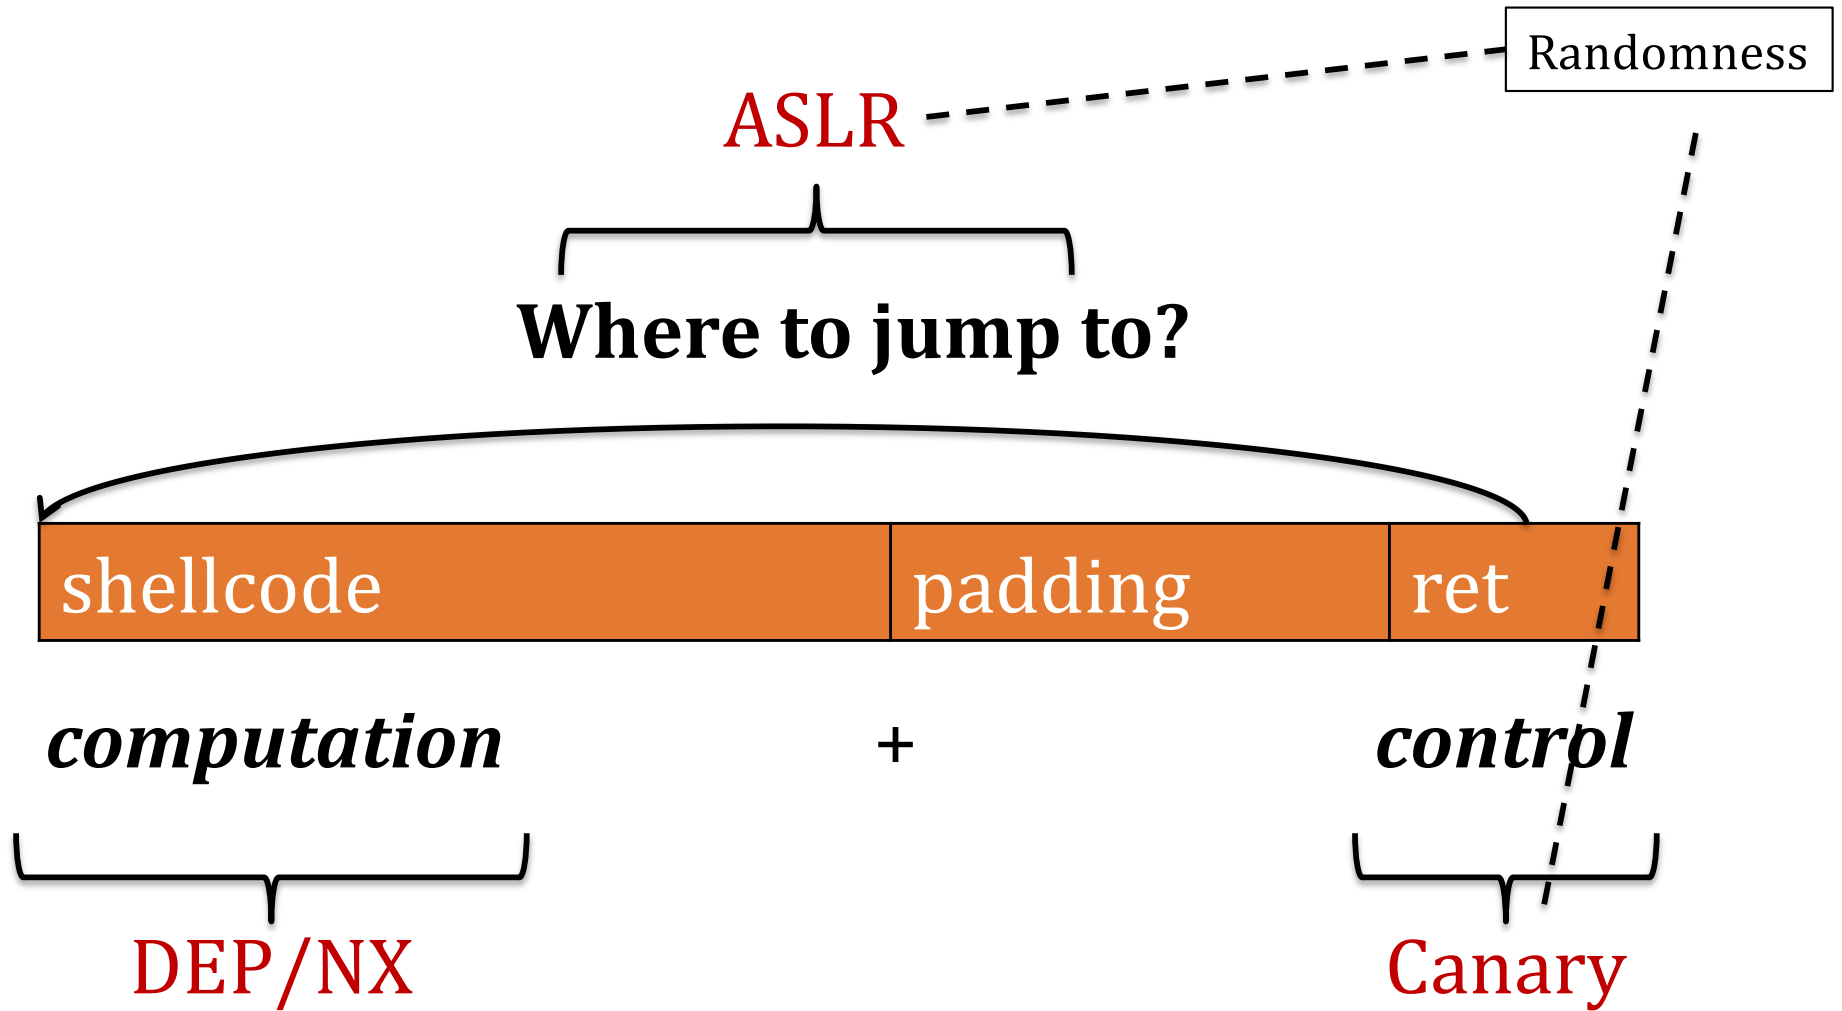 Randomness
ASLR
Where to jump to?
shellcode padding ret
computation + control
DEP/NX Canary